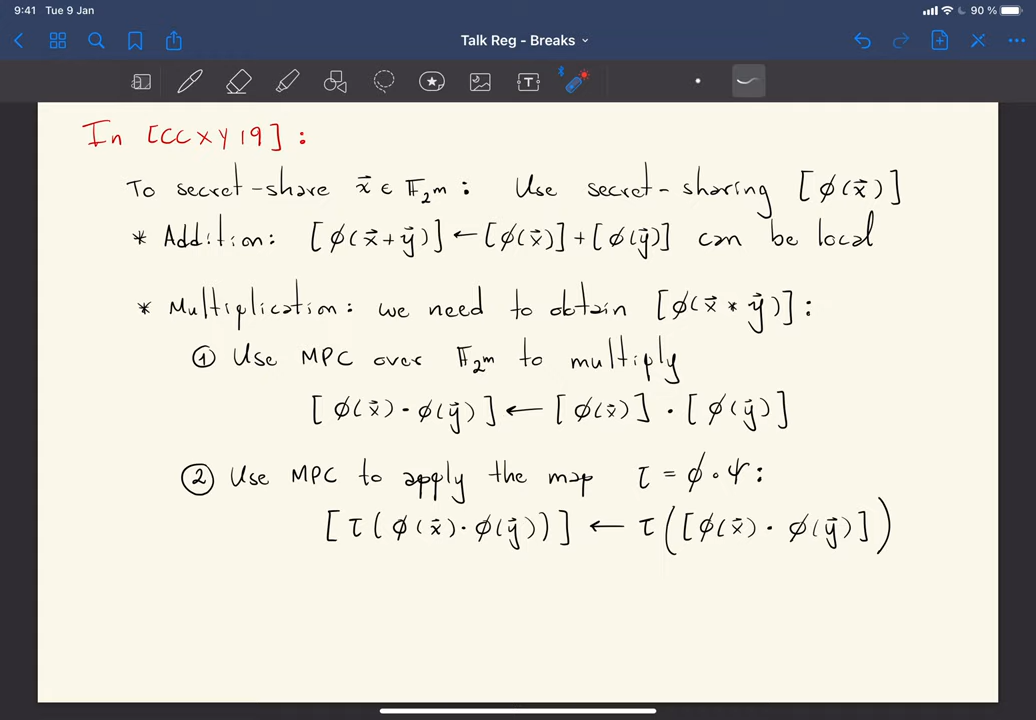 9:41 Tue 9 Jan 90 %
Talk Reg - Breaks
In [CCXY19]:
To secret-share x⃗ ∈ 𝔽₂m: Use secret-sharing [ϕ(x⃗)]
* Addition: [ϕ(x⃗+y⃗)] ← [ϕ(x⃗)] + [ϕ(y⃗)] can be local
* Multiplication: we need to obtain [ϕ(x⃗ * y⃗)]:
① Use MPC over 𝔽₂m to multiply
[ϕ(x⃗) · ϕ(y⃗)] ← [ϕ(x⃗)] · [ϕ(y⃗)]
② Use MPC to apply the map τ = ϕ∘ψ:
[τ(ϕ(x⃗)·ϕ(y⃗))] ← τ([ϕ(x⃗) · ϕ(y⃗)])